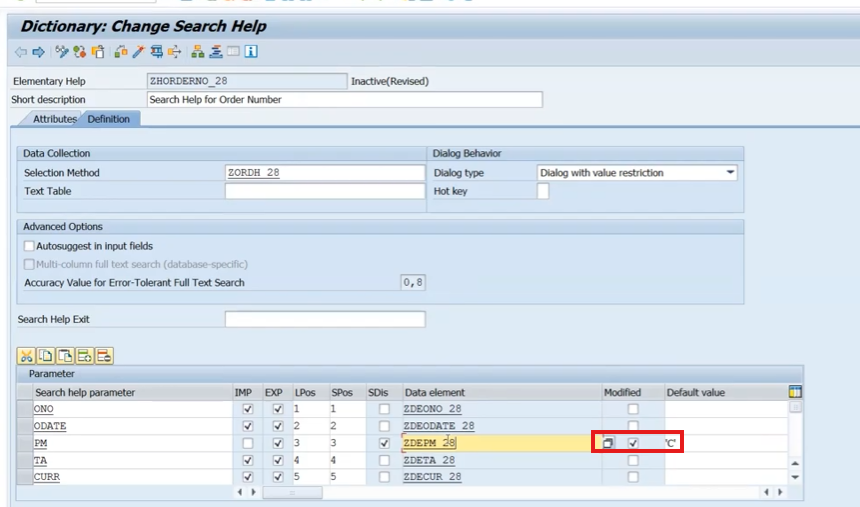 Dictionary: Change Search Help
Elementary Help ZHORDERNO_28 Inactive(Revised)
Short description Search Help for Order Number
Attributes Definition
Data Collection Dialog Behavior
Selection Method ZORDH_28 Dialog type Dialog with value restriction
Text Table Hot key
Advanced Options
Autosuggest in input fields
Multi-column full text search (database-specific)
Accuracy Value for Error-Tolerant Full Text Search 0,8
Search Help Exit
Parameter
Search help parameter IMP EXP LPos SPos SDis Data element Modified Default value
ONO 1 1 ZDEONO_28
ODATE 2 2 ZDEODATE_28
PM 3 3 ZDEPM_28 'C'
TA 4 4 ZDETA_28
CURR 5 5 ZDECUR_28